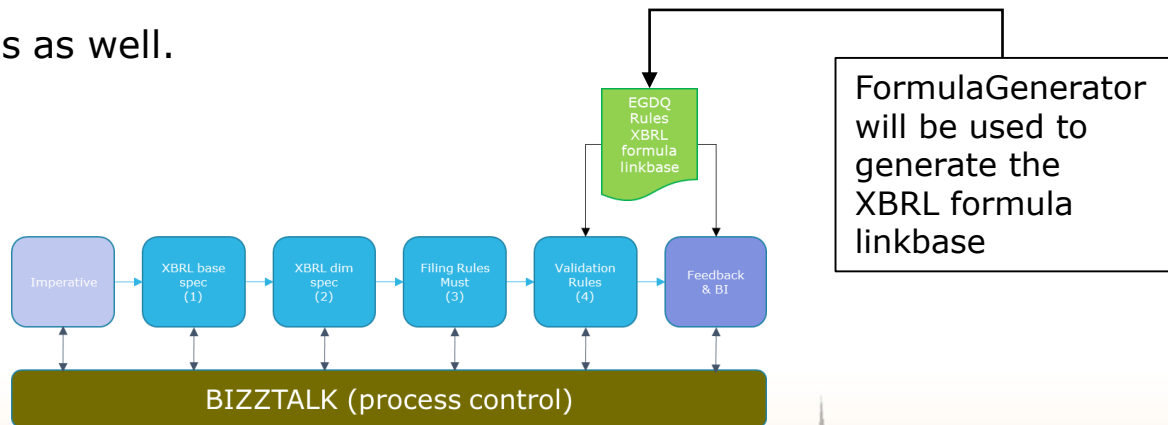 s as well.
EGDQ
Rules
XBRL
formula
linkbase
FormulaGenerator
will be used to
generate the
XBRL formula
linkbase
Imperative
XBRL base
spec
(1)
XBRL dim
spec
(2)
Filing Rules
Must
(3)
Validation
Rules
(4)
Feedback
& BI
BIZZTALK (process control)